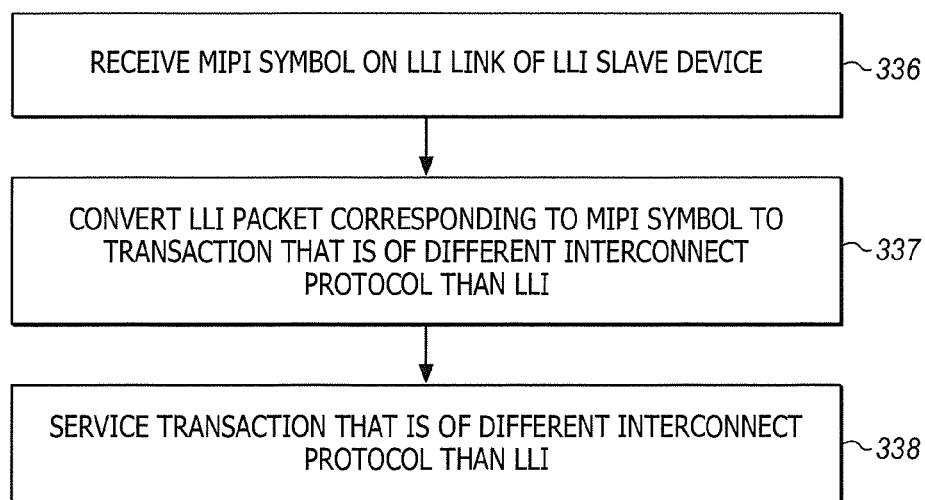 RECEIVE MIPI SYMBOL ON LLI LINK OF LLI SLAVE DEVICE
336
CONVERT LLI PACKET CORRESPONDING TO MIPI SYMBOL TO
TRANSACTION THAT IS OF DIFFERENT INTERCONNECT
PROTOCOL THAN LLI
337
SERVICE TRANSACTION THAT IS OF DIFFERENT INTERCONNECT
PROTOCOL THAN LLI
338